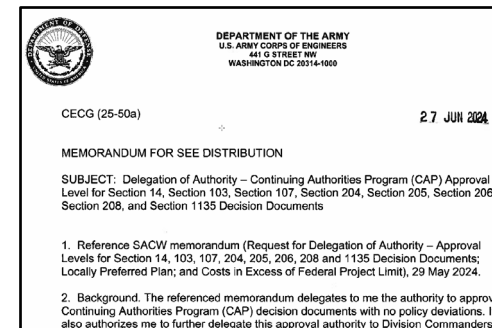 DEPARTMENT OF THE ARMY
U.S. ARMY CORPS OF ENGINEERS
441 G STREET NW
WASHINGTON DC 20314-1000
CECG (25-50a)
27 JUN 2024
MEMORANDUM FOR SEE DISTRIBUTION
SUBJECT: Delegation of Authority – Continuing Authorities Program (CAP) Approval
Level for Section 14, Section 103, Section 107, Section 204, Section 205, Section 206
Section 208, and Section 1135 Decision Documents
1. Reference SACW memorandum (Request for Delegation of Authority – Approval
Levels for Section 14, 103, 107, 204, 205, 206, 208 and 1135 Decision Documents;
Locally Preferred Plan; and Costs in Excess of Federal Project Limit), 29 May 2024.
2. Background. The referenced memorandum delegates to me the authority to approv
Continuing Authorities Program (CAP) decision documents with no policy deviations. I
also authorizes me to further delegate this approval authority to Division Commanders